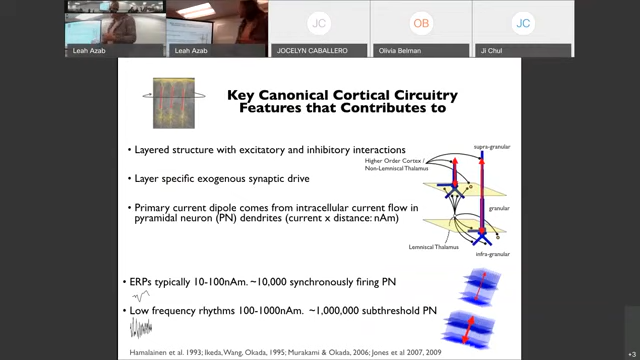 Leah Azab
Leah Azab
JC
JOCELYN CABALLERO
OB
Olivia Belman
JC
Ji Chul
Key Canonical Cortical Circuitry
Features that Contributes to
• Layered structure with excitatory and inhibitory interactions
• Layer specific exogenous synaptic drive
• Primary current dipole comes from intracellular current flow in
pyramidal neuron (PN) dendrites (current x distance: nAm)
supra-granular
Higher Order Cortex /
Non-Lemniscal Thalamus
granular
Lemniscal Thalamus
infra-granular
• ERPs typically 10-100nAm. ~10,000 synchronously firing PN
• Low frequency rhythms 100-1000nAm. ~1,000,000 subthreshold PN
Hamalainen et al. 1993; Ikeda, Wang, Okada, 1995; Murakami & Okada, 2006; Jones et al 2007, 2009
+3